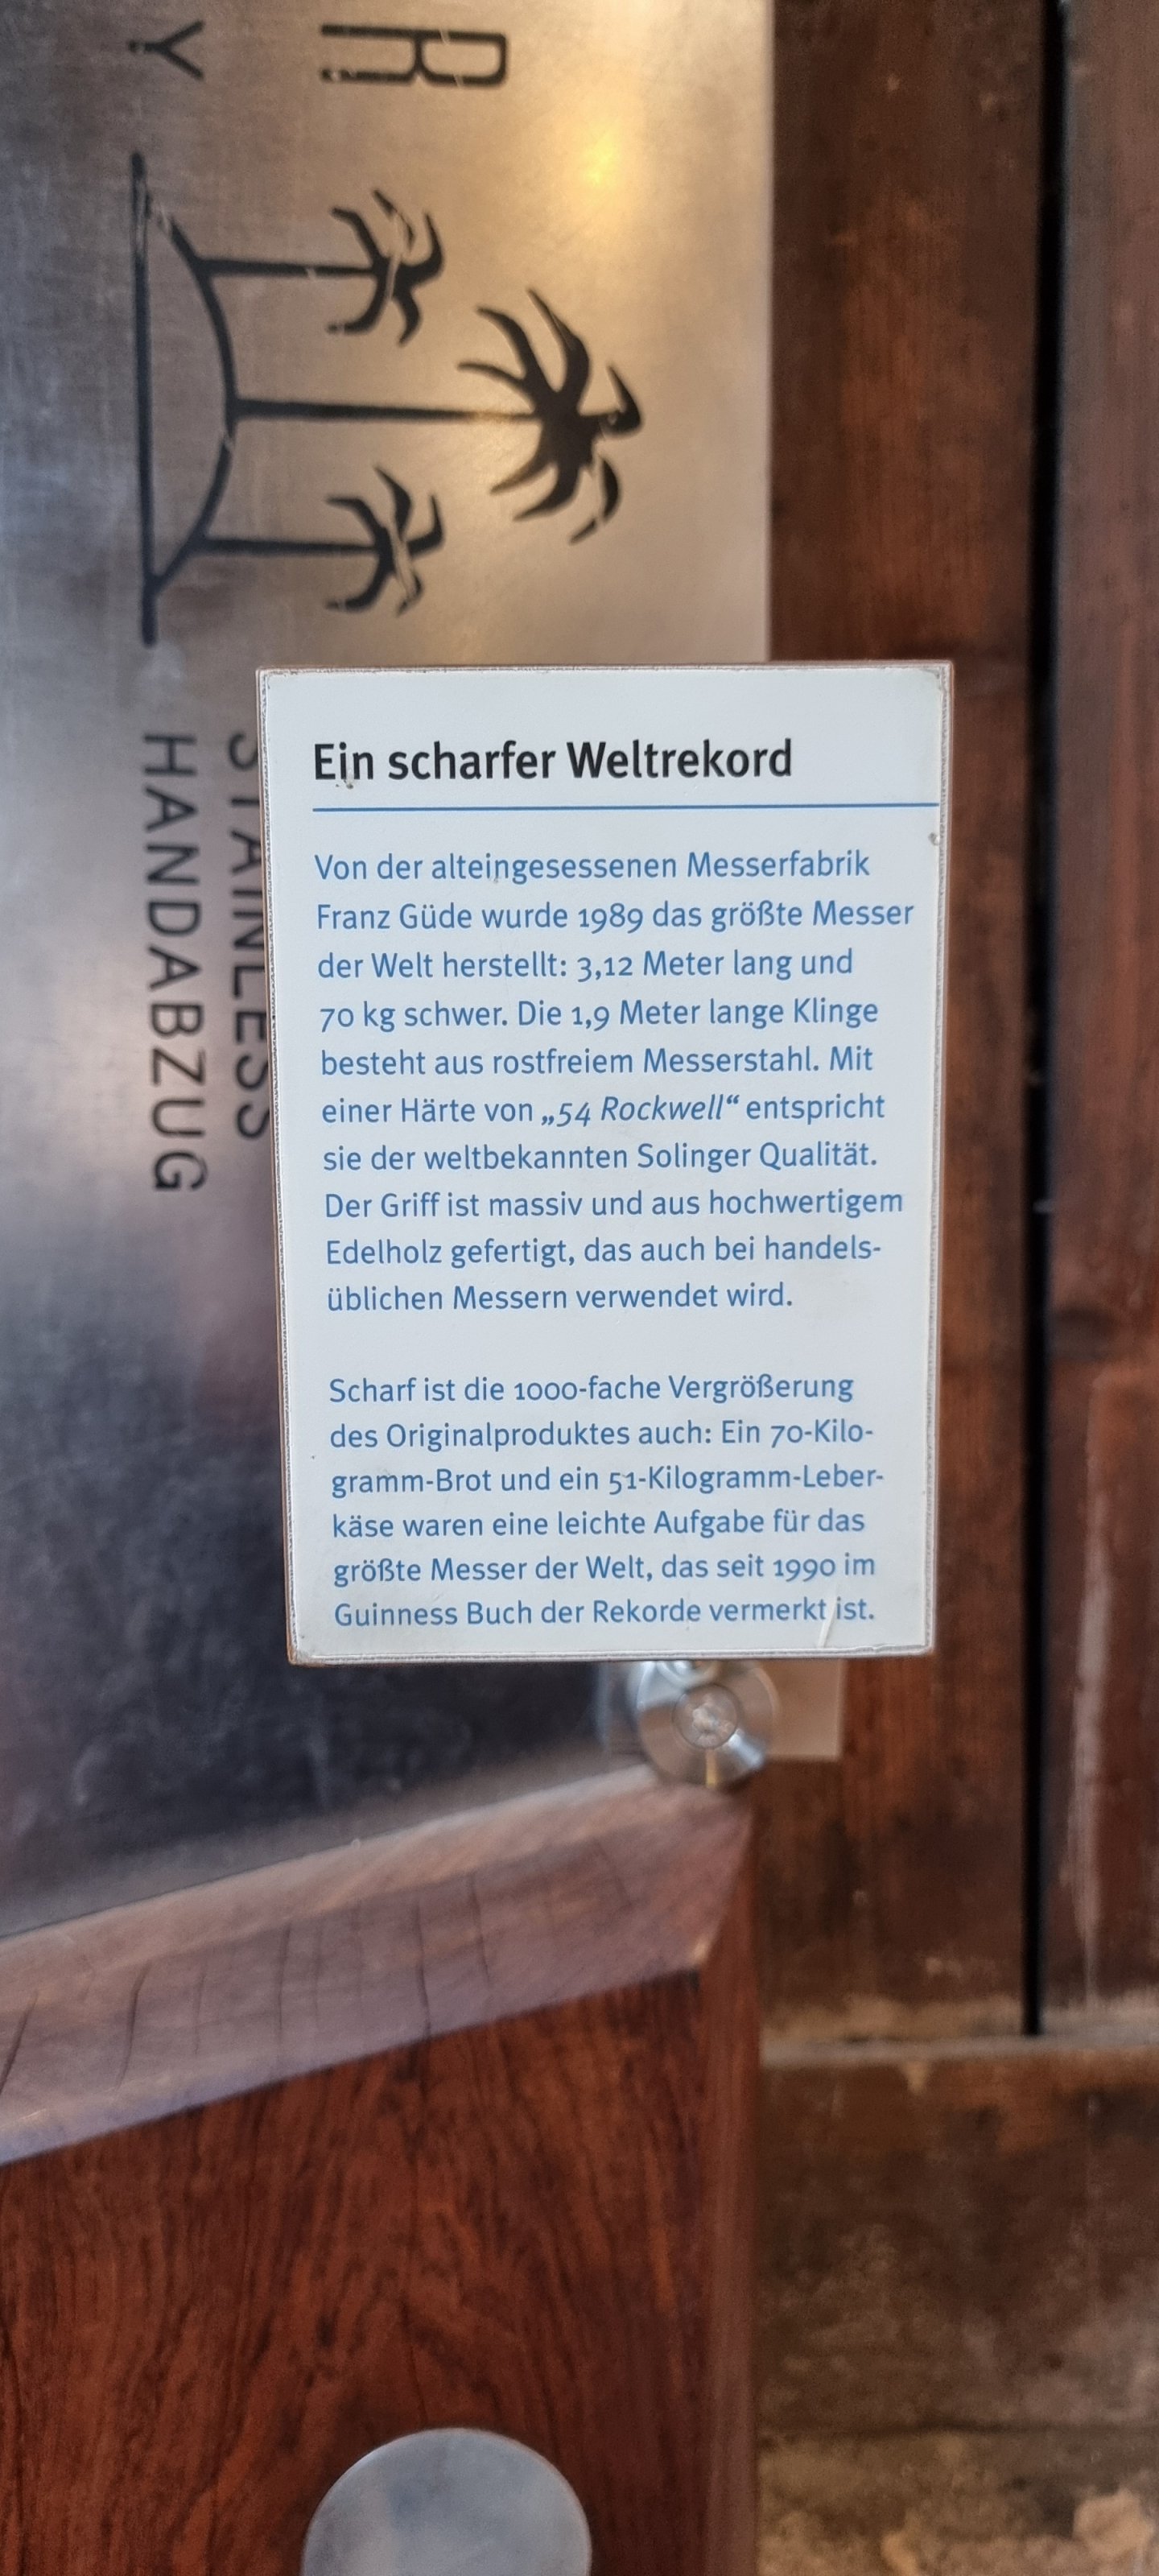 R
Y
STAINLESS
HANDABZUG
Ein scharfer Weltrekord
Von der alteingesessenen Messerfabrik
Franz Güde wurde 1989 das größte Messer
der Welt herstellt: 3,12 Meter lang und
70 kg schwer. Die 1,9 Meter lange Klinge
besteht aus rostfreiem Messerstahl. Mit
einer Härte von „54 Rockwell“ entspricht
sie der weltbekannten Solinger Qualität.
Der Griff ist massiv und aus hochwertigem
Edelholz gefertigt, das auch bei handels-
üblichen Messern verwendet wird.
Scharf ist die 1000-fache Vergrößerung
des Originalproduktes auch: Ein 70-Kilo-
gramm-Brot und ein 51-Kilogramm-Leber-
käse waren eine leichte Aufgabe für das
größte Messer der Welt, das seit 1990 im
Guinness Buch der Rekorde vermerkt ist.